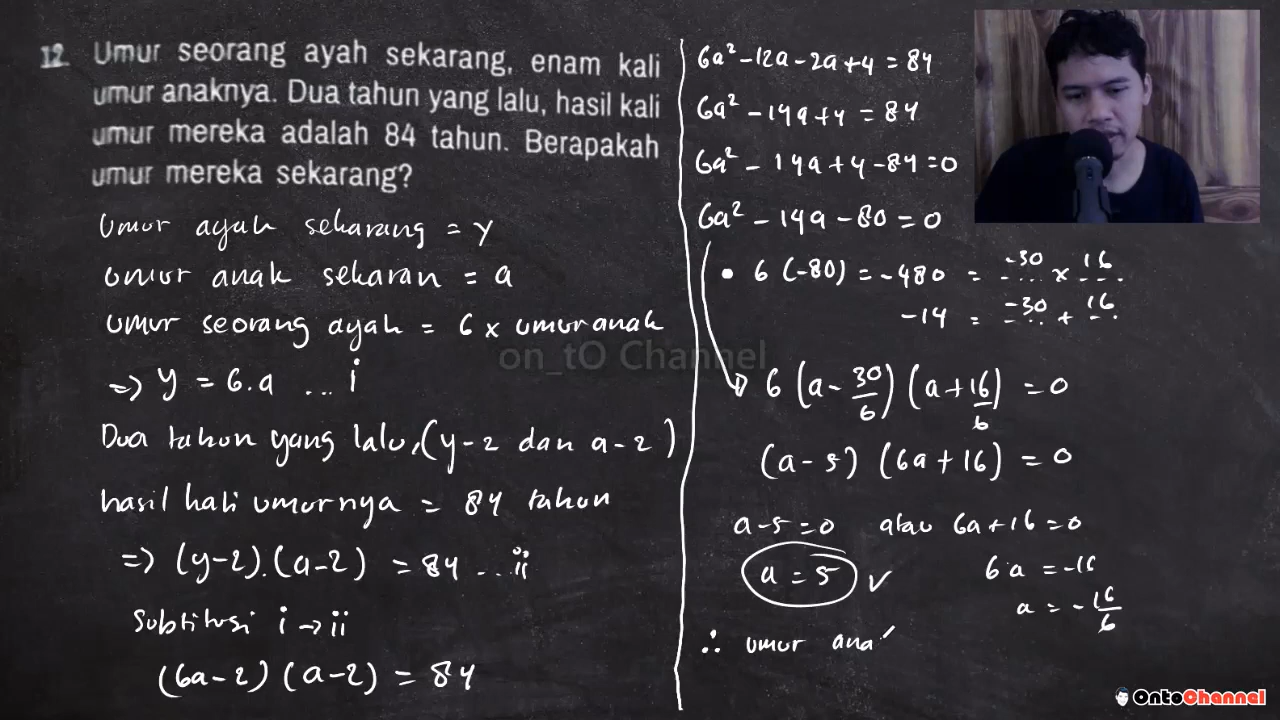 12. Umur seorang ayah sekarang, enam kali
umur anaknya. Dua tahun yang lalu, hasil kali
umur mereka adalah 84 tahun. Berapakah
umur mereka sekarang?
Umur ayah sekarang = y
Umur anak sekaran = a
Umur seorang ayah = 6 x umur anak
=> y = 6.a ... i
Dua tahun yang lalu, (y-2 dan a-2)
hasil kali umurnya = 84 tahun
=> (y-2).(a-2) = 84 ... ii
Subtitusi i → ii
(6a-2)(a-2) = 84
6a² -12a -2a+4 = 84
6a² - 14a+4 = 84
6a² - 14a+4-84=0
6a² - 14a - 80 = 0
• 6 (-80) = -480 = -30 x 16
-14 = -30 + 16
6 (a - 30/6) (a + 16/6) = 0
(a-5) (6a+16) = 0
a-5=0 atau 6a+16=0
a = 5 ✓ 6a = -16
a = -16/6
∴ umur ana
on_tO Channel
OntoChannel